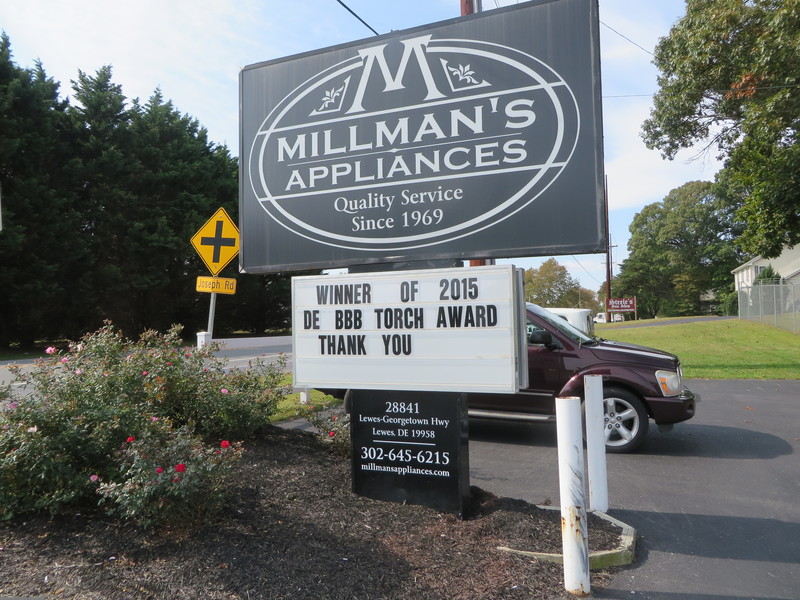 M
MILLMAN'S
APPLIANCES
Quality Service
Since 1969
Joseph Rd
WINNER OF 2015
DE BBB TORCH AWARD
THANK YOU
28841
Lewes-Georgetown Hwy
Lewes, DE 19958
302-645-6215
millmansappliances.com